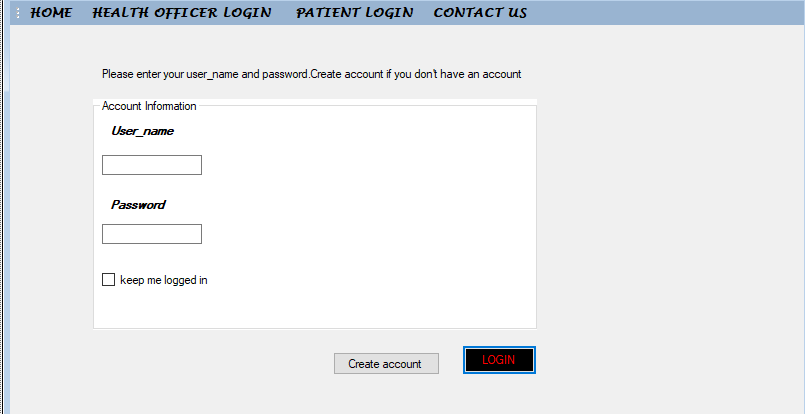 HOME HEALTH OFFICER LOGIN PATIENT LOGIN CONTACT US
Please enter your user_name and password.Create account if you don't have an account
Account Information
User_name
Password
keep me logged in
Create account LOGIN